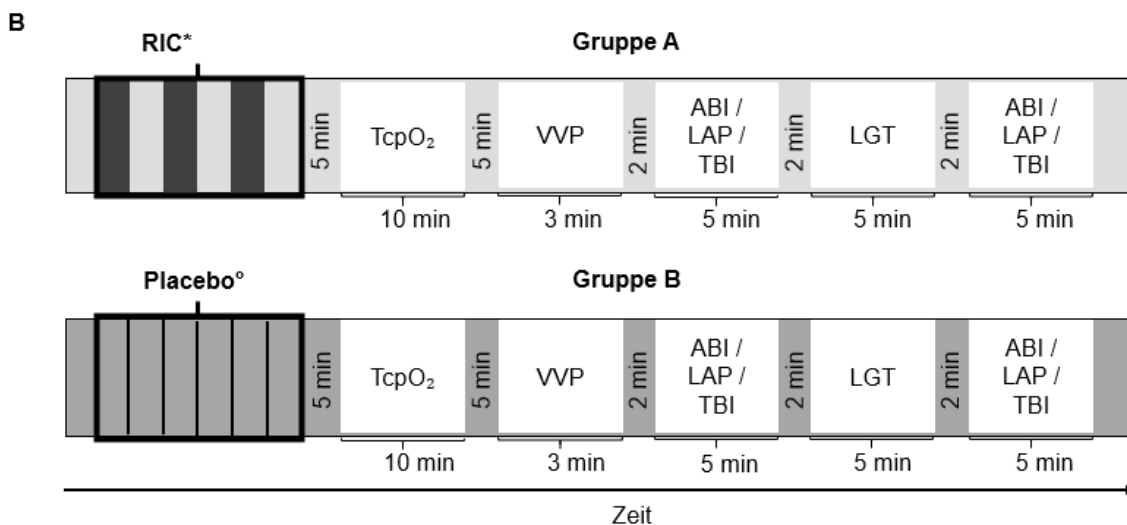 B
RIC*
Gruppe A
5 min
TcpO₂
5 min
VVP
2 min
ABI /
LAP /
TBI
2 min
LGT
2 min
ABI /
LAP /
TBI
10 min
3 min
5 min
5 min
5 min
Placebo°
Gruppe B
5 min
TcpO₂
5 min
VVP
2 min
ABI /
LAP /
TBI
2 min
LGT
2 min
ABI /
LAP /
TBI
10 min
3 min
5 min
5 min
5 min
Zeit